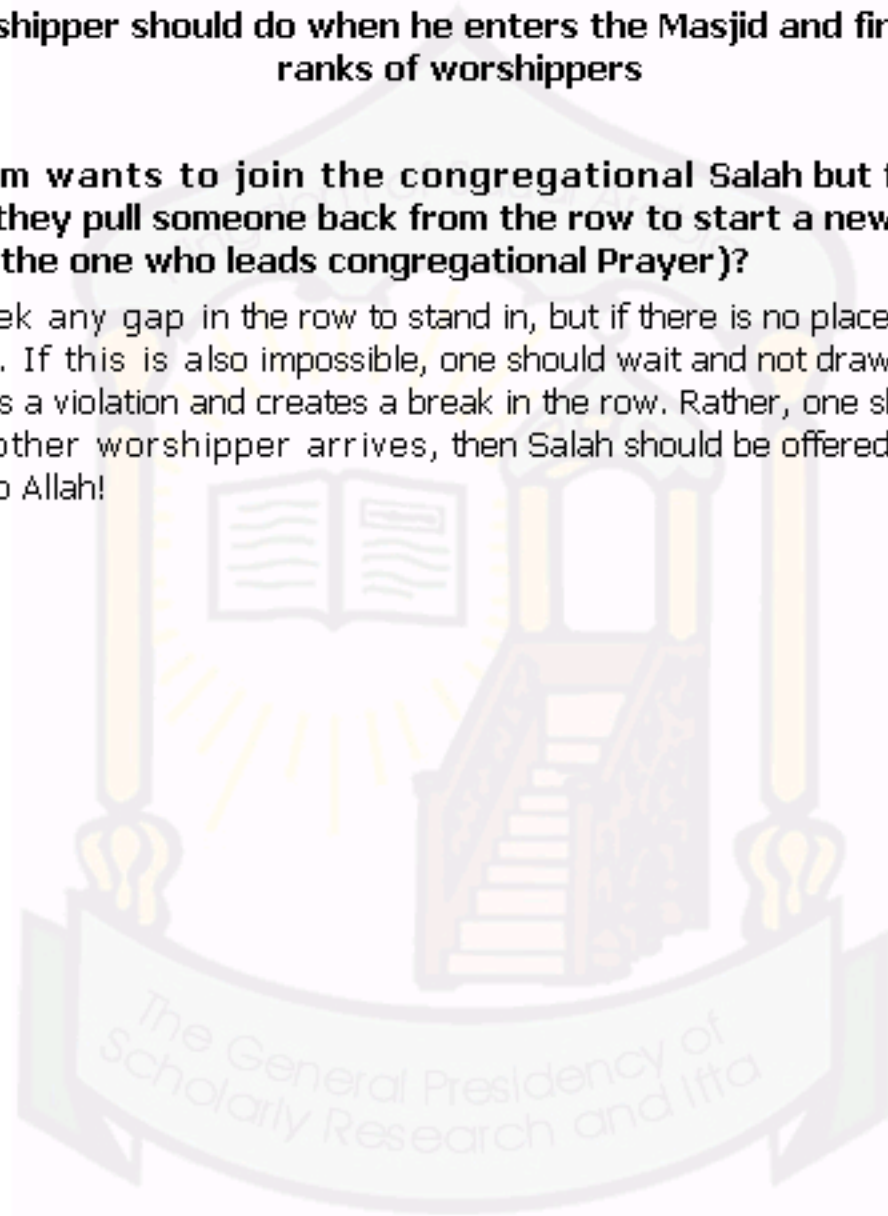 shipper should do when he enters the Masjid and fin
ranks of worshippers
m wants to join the congregational Salah but f
they pull someone back from the row to start a new
the one who leads congregational Prayer)?
ek any gap in the row to stand in, but if there is no place
. If this is also impossible, one should wait and not draw
s a violation and creates a break in the row. Rather, one sh
other worshipper arrives, then Salah should be offered
o Allah!
Kingdom of Saudi Arabia
The General Presidency of
Scholarly Research and Ifta